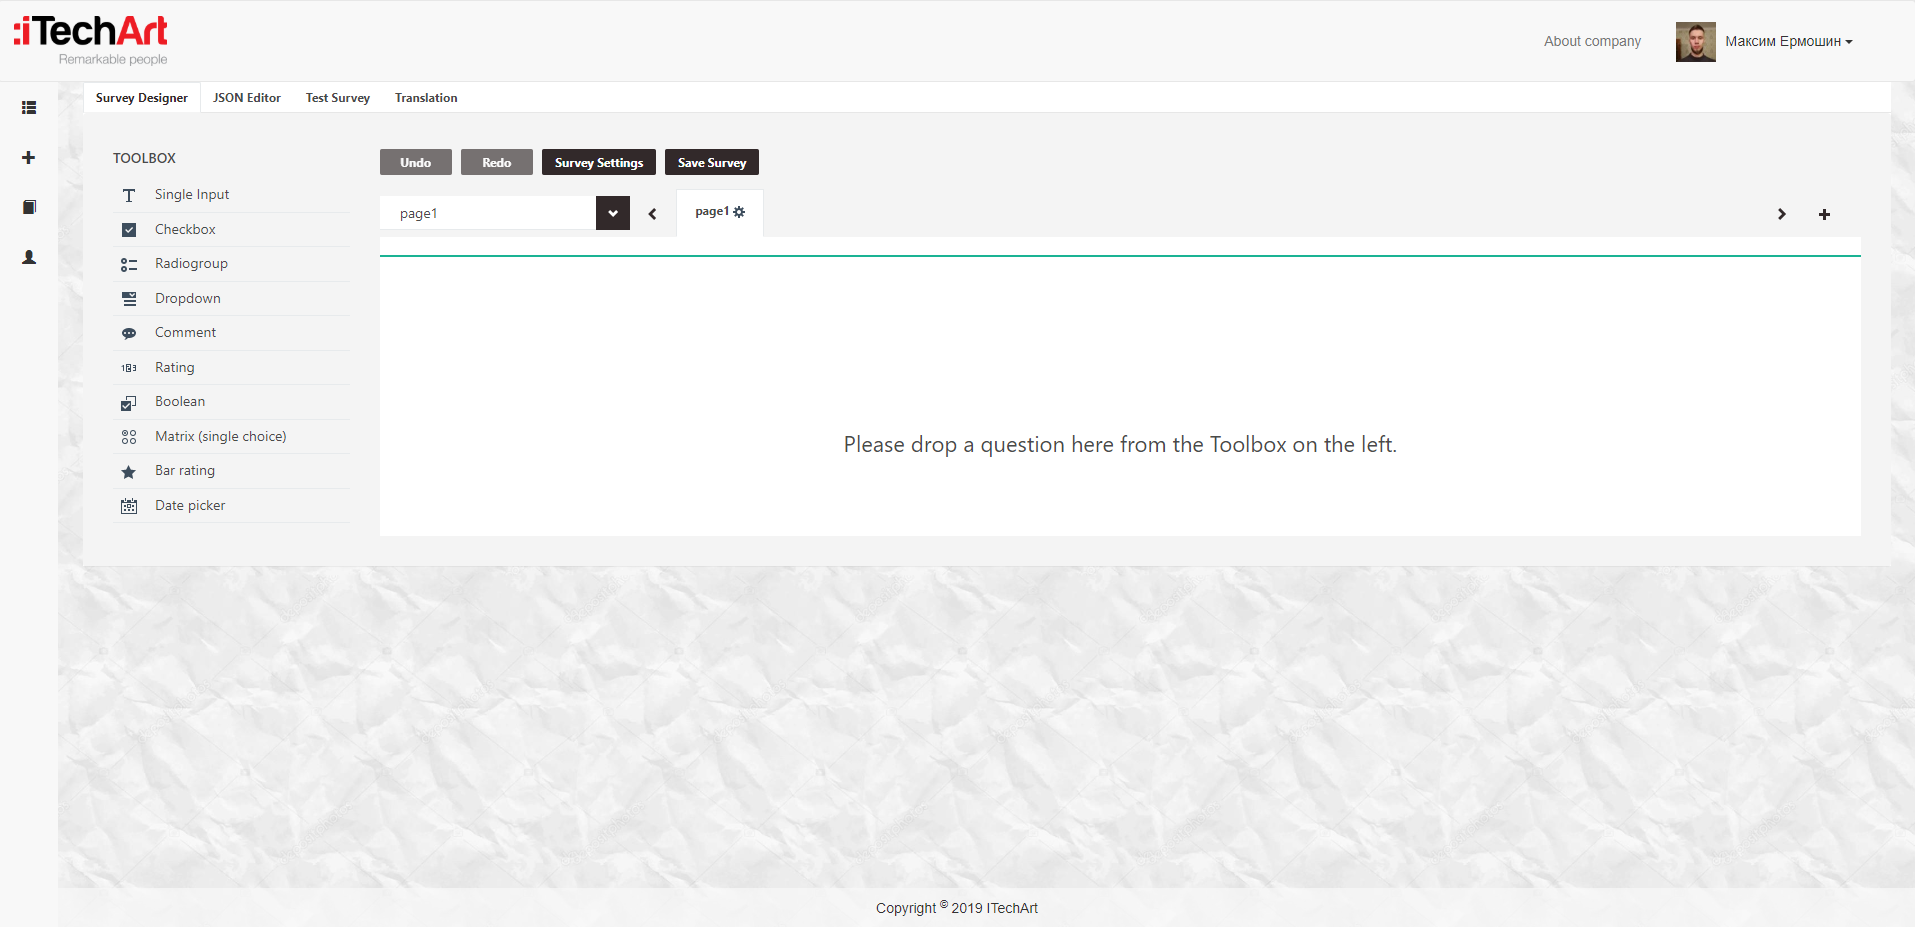 :iTechArt
Remarkable people
About company
Максим Ермошин
Survey Designer
JSON Editor
Test Survey
Translation
TOOLBOX
Single Input
Checkbox
Radiogroup
Dropdown
Comment
Rating
Boolean
Matrix (single choice)
Bar rating
Date picker
Undo
Redo
Survey Settings
Save Survey
page1
page1
Please drop a question here from the Toolbox on the left.
Copyright © 2019 ITechArt